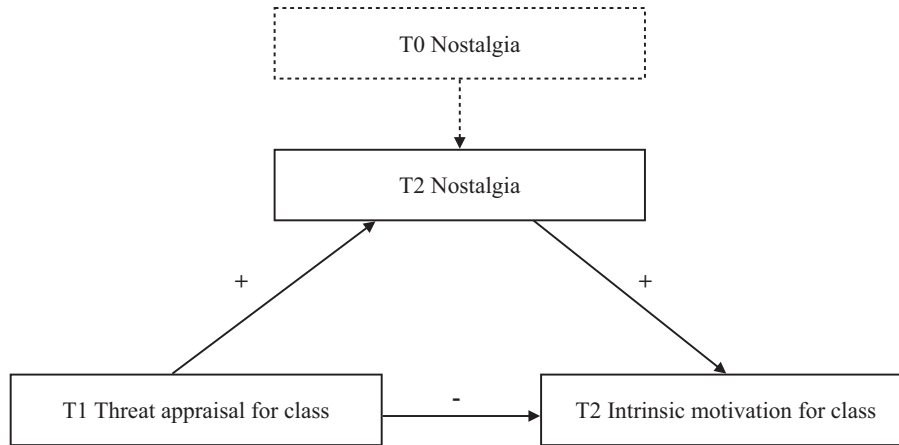 T0 Nostalgia
T2 Nostalgia
+
+
T1 Threat appraisal for class
-
T2 Intrinsic motivation for class